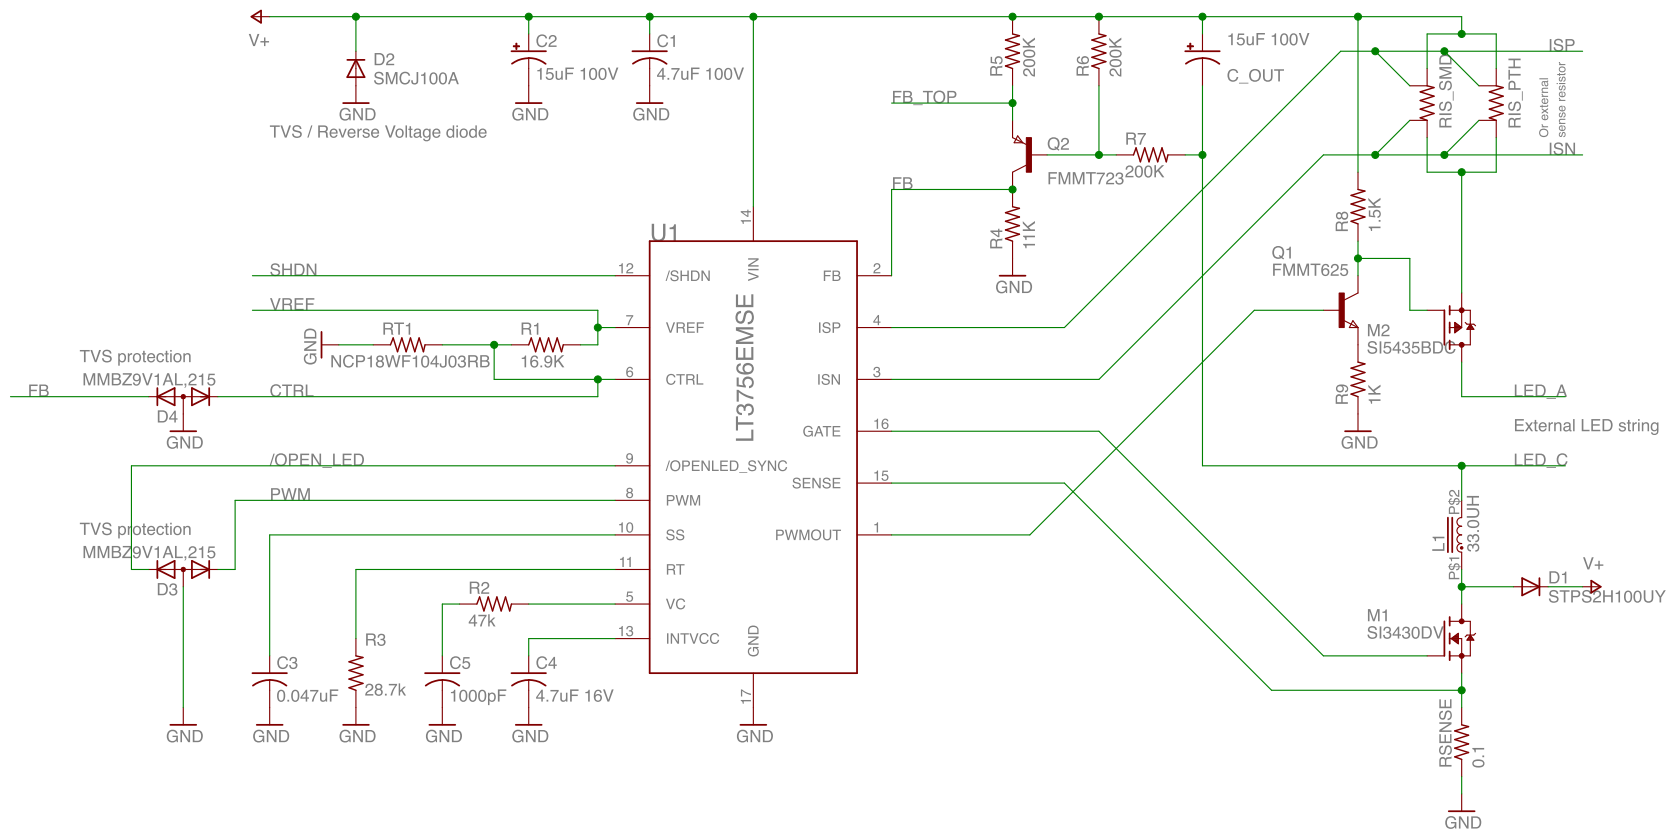 V+
D2
SMCJ100A
GND
TVS / Reverse Voltage diode
C2
15uF 100V
GND
C1
4.7uF 100V
GND
R5
200K
R6
200K
15uF 100V
C_OUT
FB_TOP
Q2
FMMT723
R7
200K
FB
R4
11K
GND
ISP
RIS_SMD
RIS_PTH
Or external
sense resistor
ISN
R8
1.5K
Q1
FMMT625
M2
SI5435BDC
R9
1K
GND
LED_A
External LED string
LED_C
P$2
L1
33.0UH
P$1
D1
STPS2H100UY
V+
M1
SI3430DV
RSENSE
0.1
GND
U1
LT3756EMSE
14
VIN
SHDN
12
/SHDN
VREF
7
VREF
GND
RT1
NCP18WF104J03RB
R1
16.9K
6
CTRL
TVS protection
MMBZ9V1AL,215
FB
D4
CTRL
GND
/OPEN_LED
9
/OPENLED_SYNC
PWM
8
PWM
TVS protection
MMBZ9V1AL,215
D3
GND
10
SS
11
RT
R2
47k
5
VC
13
INTVCC
C3
0.047uF
GND
R3
28.7k
GND
C5
1000pF
GND
C4
4.7uF 16V
GND
GND
17
GND
FB
2
ISP
4
ISN
3
GATE
16
SENSE
15
PWMOUT
1